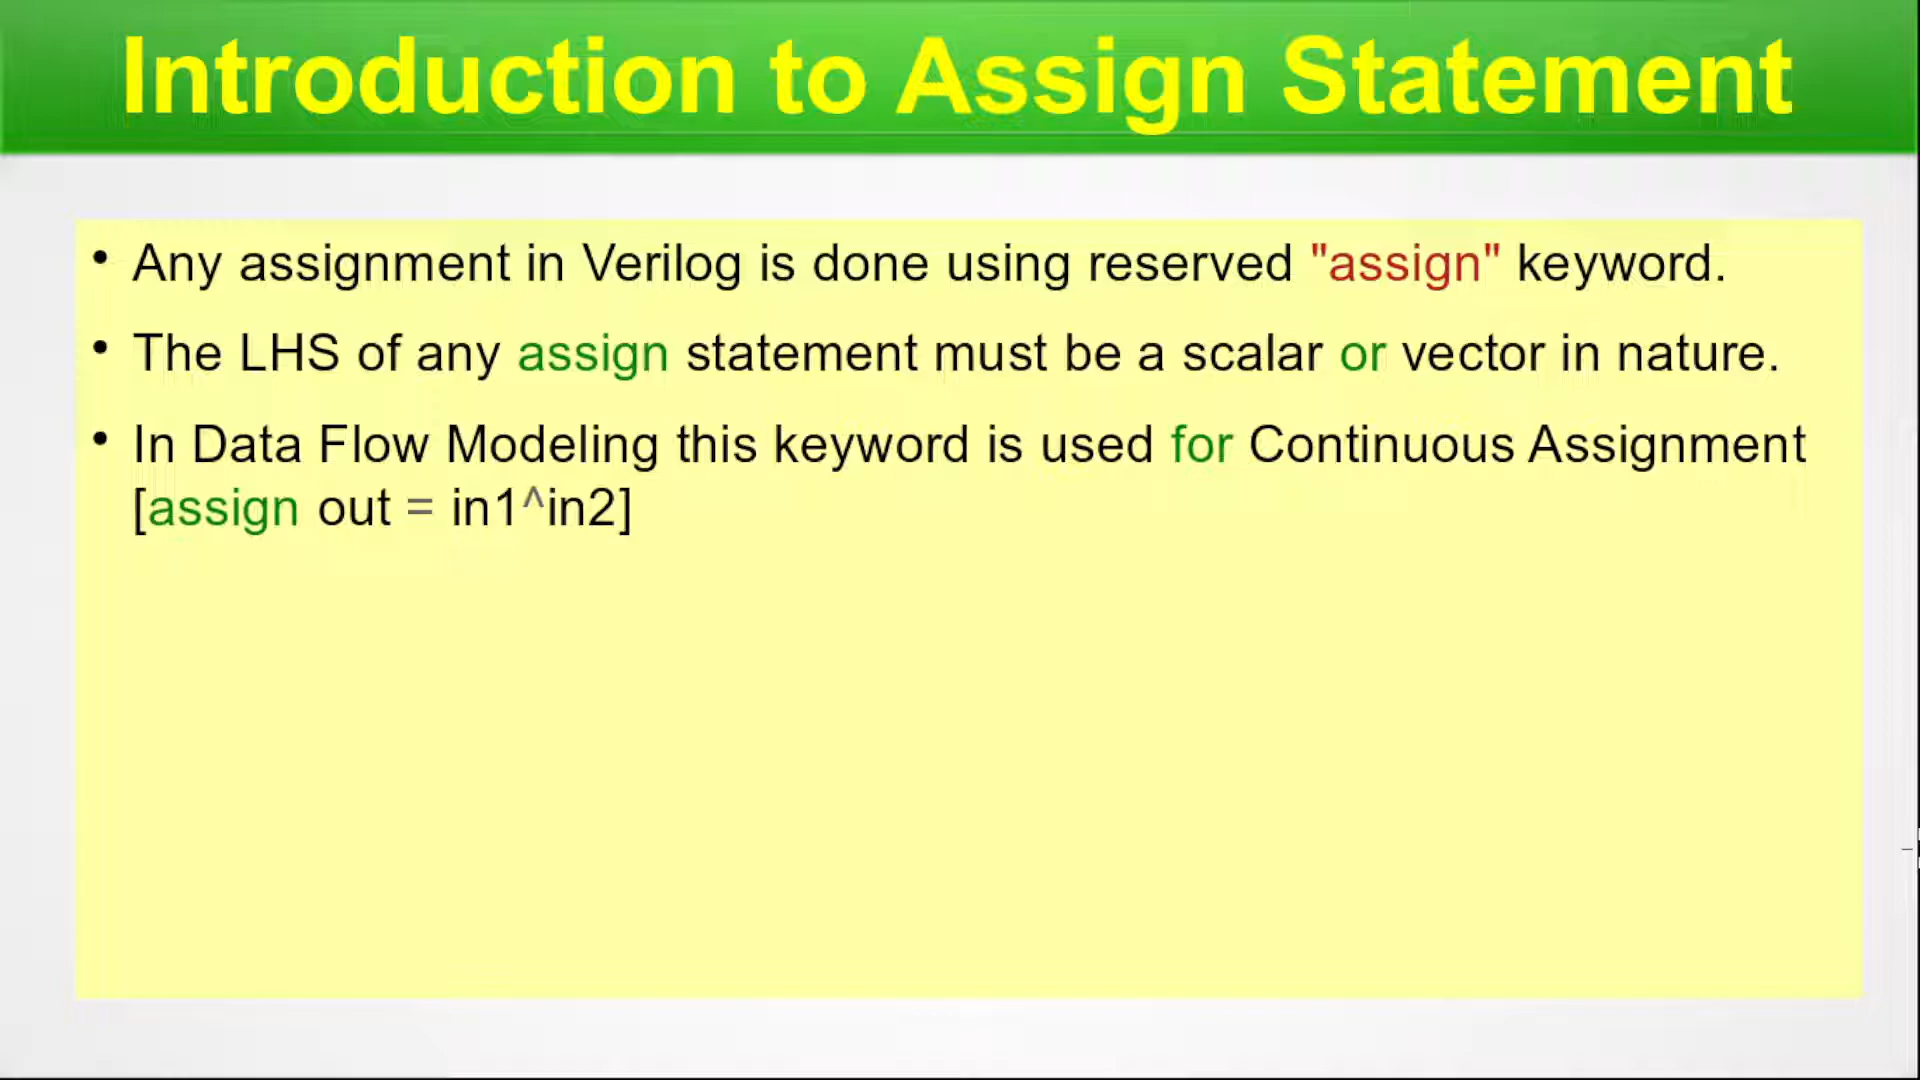 Introduction to Assign Statement
• Any assignment in Verilog is done using reserved "assign" keyword.
• The LHS of any assign statement must be a scalar or vector in nature.
• In Data Flow Modeling this keyword is used for Continuous Assignment
[assign out = in1^in2]